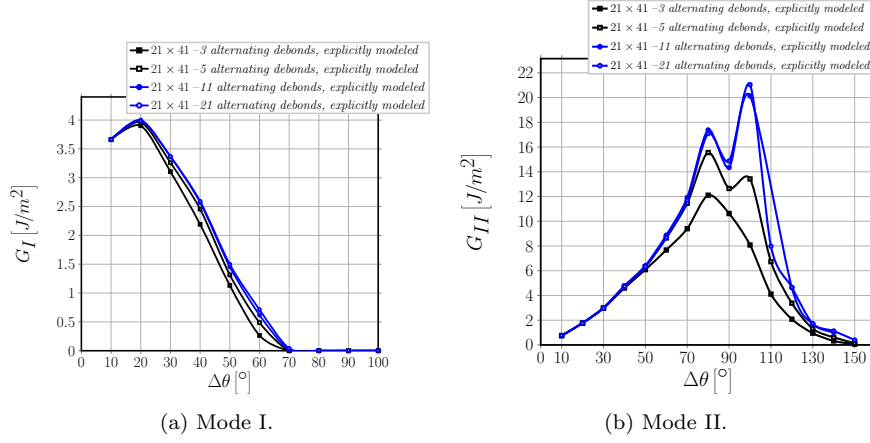 21 × 41 –3 alternating debonds, explicitly modeled
21 × 41 –5 alternating debonds, explicitly modeled
21 × 41 –11 alternating debonds, explicitly modeled
21 × 41 –21 alternating debonds, explicitly modeled
4
3.5
3
2.5
2
1.5
1
0.5
0
G_I [J/m²]
0 10 20 30 40 50 60 70 80 90 100
Δθ [°]
(a) Mode I.
21 × 41 –3 alternating debonds, explicitly modeled
21 × 41 –5 alternating debonds, explicitly modeled
21 × 41 –11 alternating debonds, explicitly modeled
21 × 41 –21 alternating debonds, explicitly modeled
22
20
18
16
14
12
10
8
6
4
2
0
G_II [J/m²]
0 10 30 50 70 90 110 130 150
Δθ [°]
(b) Mode II.